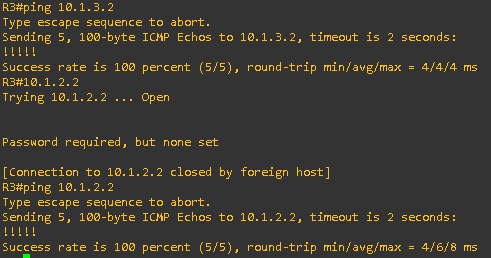 R3#ping 10.1.3.2
Type escape sequence to abort.
Sending 5, 100-byte ICMP Echos to 10.1.3.2, timeout is 2 seconds:
!!!!!
Success rate is 100 percent (5/5), round-trip min/avg/max = 4/4/4 ms
R3#10.1.2.2
Trying 10.1.2.2 ... Open
Password required, but none set
[Connection to 10.1.2.2 closed by foreign host]
R3#ping 10.1.2.2
Type escape sequence to abort.
Sending 5, 100-byte ICMP Echos to 10.1.2.2, timeout is 2 seconds:
!!!!!
Success rate is 100 percent (5/5), round-trip min/avg/max = 4/6/8 ms